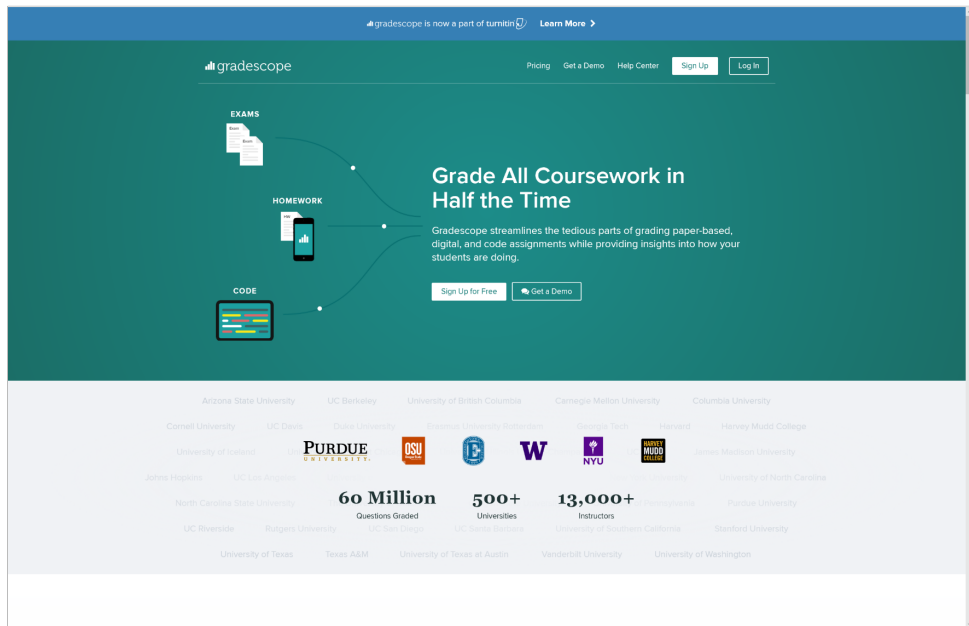 gradescope is now a part of turnitin Learn More
gradescope
Pricing Get a Demo Help Center Sign Up Log In
EXAMS
Exam
Exam
HOMEWORK
HW
CODE
Grade All Coursework in
Half the Time
Gradescope streamlines the tedious parts of grading paper-based,
digital, and code assignments while providing insights into how your
students are doing.
Sign Up for Free Get a Demo
Arizona State University UC Berkeley University of British Columbia Carnegie Mellon University Columbia University
Cornell University UC Davis Duke University Erasmus University Rotterdam Georgia Tech Harvard Harvey Mudd College
University of Iceland James Madison University
PURDUE
UNIVERSITY
OSU
E
W
NYU
HARVEY
MUDD
COLLEGE
Johns Hopkins UC Los Angeles University of North Carolina
60 Million 500+ 13,000+
North Carolina State University Purdue University
Questions Graded Universities Instructors
UC Riverside Rutgers University UC San Diego UC Santa Barbara University of Southern California Stanford University
University of Texas Texas A&M University of Texas at Austin Vanderbilt University University of Washington